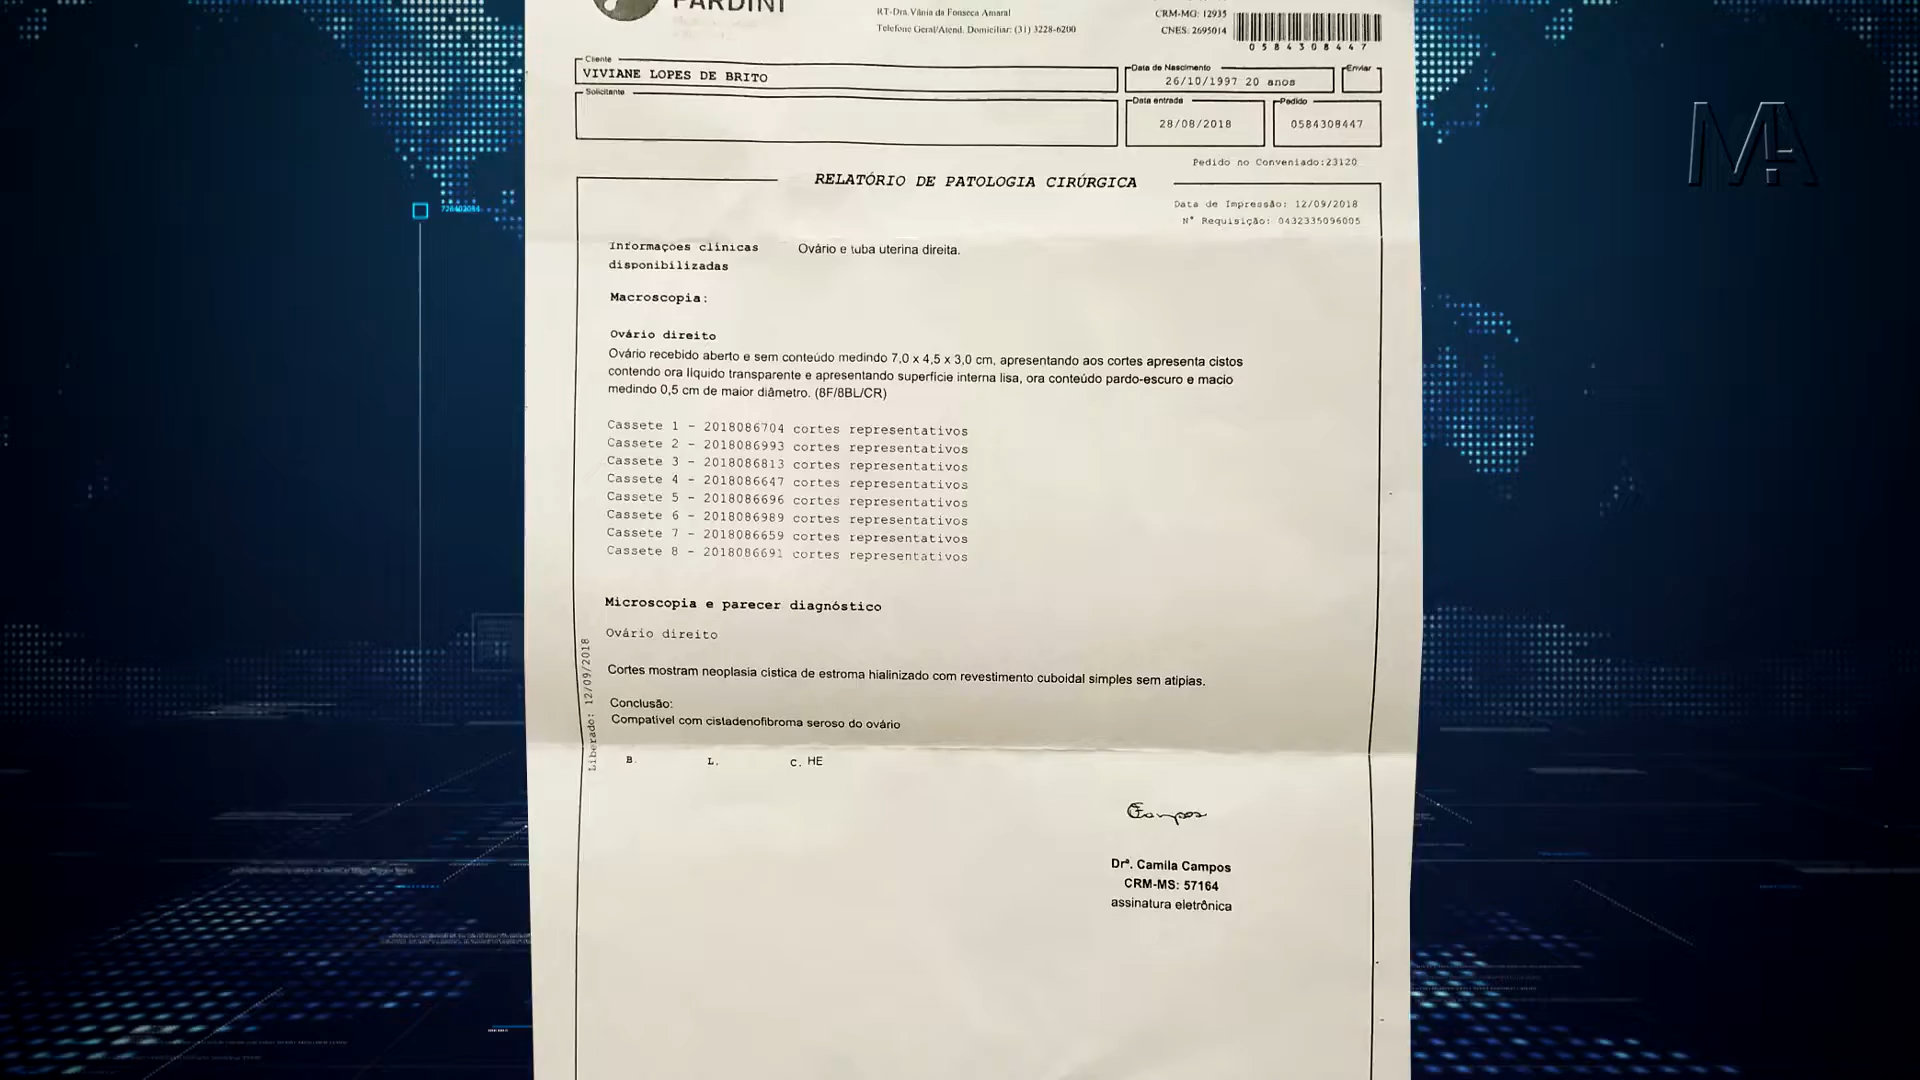 PARDINI
RT-Dra. Vânia da Fonseca Amaral
Telefone Geral/Atend. Domiciliar: (31) 3228-6200
CRM-MG: 12935
CNES: 2695014
0584308447
Cliente
VIVIANE LOPES DE BRITO
Data de Nascimento
26/10/1997 20 anos
Enviar
Solicitante
Data entrada
28/08/2018
Pedido
0584308447
Pedido no Conveniado:23120
RELATÓRIO DE PATOLOGIA CIRÚRGICA
Data de Impressão: 12/09/2018
N° Requisição: 0432335096005
Informações clínicas Ovário e tuba uterina direita.
disponibilizadas
Macroscopia:
Ovário direito
Ovário recebido aberto e sem conteúdo medindo 7,0 x 4,5 x 3,0 cm, apresentando aos cortes apresenta cistos
contendo ora líquido transparente e apresentando superfície interna lisa, ora conteúdo pardo-escuro e macio
medindo 0,5 cm de maior diâmetro. (8F/8BL/CR)
Cassete 1 - 2018086704 cortes representativos
Cassete 2 - 2018086993 cortes representativos
Cassete 3 - 2018086813 cortes representativos
Cassete 4 - 2018086647 cortes representativos
Cassete 5 - 2018086696 cortes representativos
Cassete 6 - 2018086989 cortes representativos
Cassete 7 - 2018086659 cortes representativos
Cassete 8 - 2018086691 cortes representativos
Microscopia e parecer diagnóstico
Ovário direito
Cortes mostram neoplasia cística de estroma hialinizado com revestimento cuboidal simples sem atipias.
Conclusão:
Compatível com cistadenofibroma seroso do ovário
B. L. C. HE
Liberado: 12/09/2018
Campos
Drª. Camila Campos
CRM-MS: 57164
assinatura eletrônica
MA